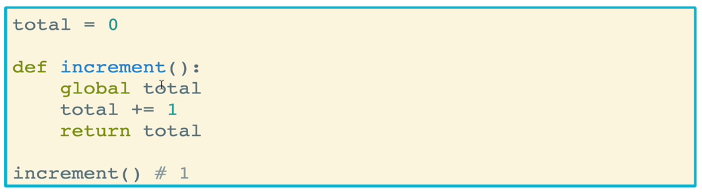 total = 0
def increment():
    global total
    total += 1
    return total
increment() # 1